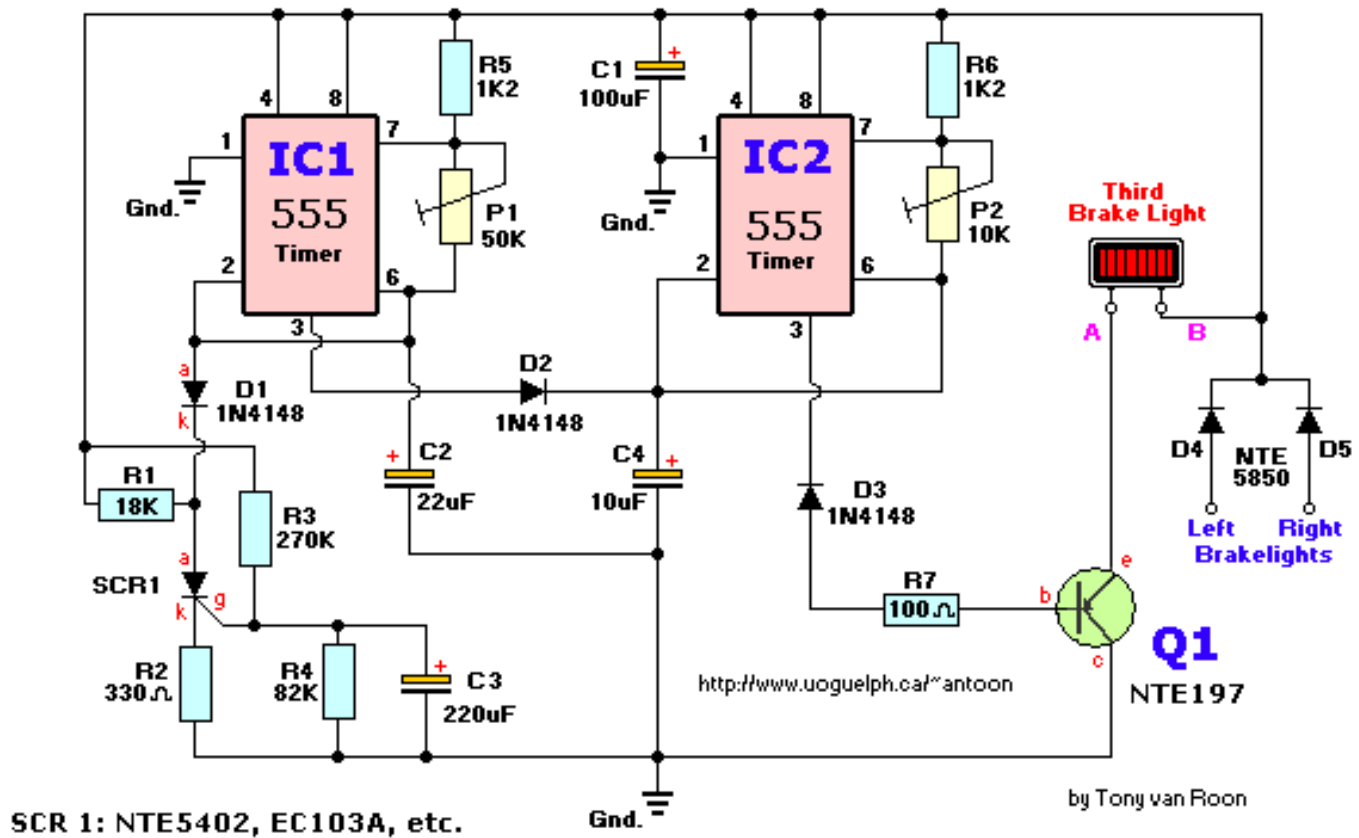 4
8
R5
1K2
C1
+
100uF
4
8
R6
1K2
1
7
IC1
555
Timer
Gnd.
P1
50K
2
6
3
1
7
IC2
555
Timer
Gnd.
P2
10K
2
6
3
Third
Brake Light
A
B
a
D1
1N4148
k
D2
1N4148
D4
NTE
5850
D5
Left
Right
Brakelights
R1
18K
R3
270K
+
C2
22uF
C4
+
10uF
D3
1N4148
a
SCR1
k
g
R2
330Ω
R4
82K
+
C3
220uF
R7
100Ω
b
e
c
Q1
NTE197
http://www.uoguelph.ca/~antoon
Gnd.
by Tony van Roon
SCR 1: NTE5402, EC103A, etc.